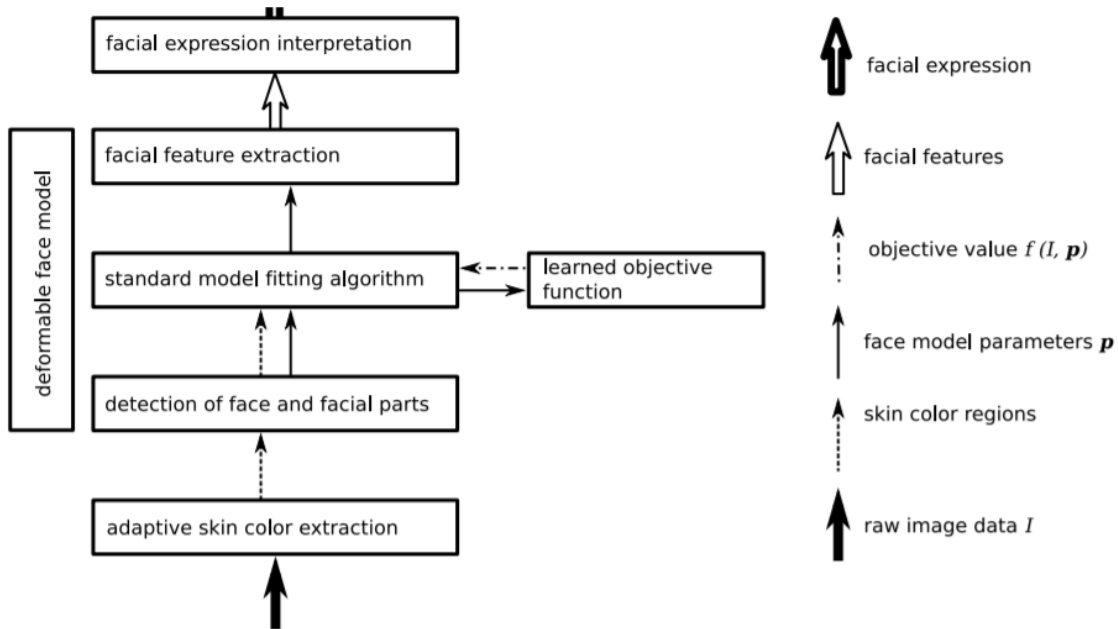 facial expression interpretation
facial feature extraction
deformable face model
standard model fitting algorithm
learned objective
function
detection of face and facial parts
adaptive skin color extraction
facial expression
facial features
objective value f (I, p)
face model parameters p
skin color regions
raw image data I